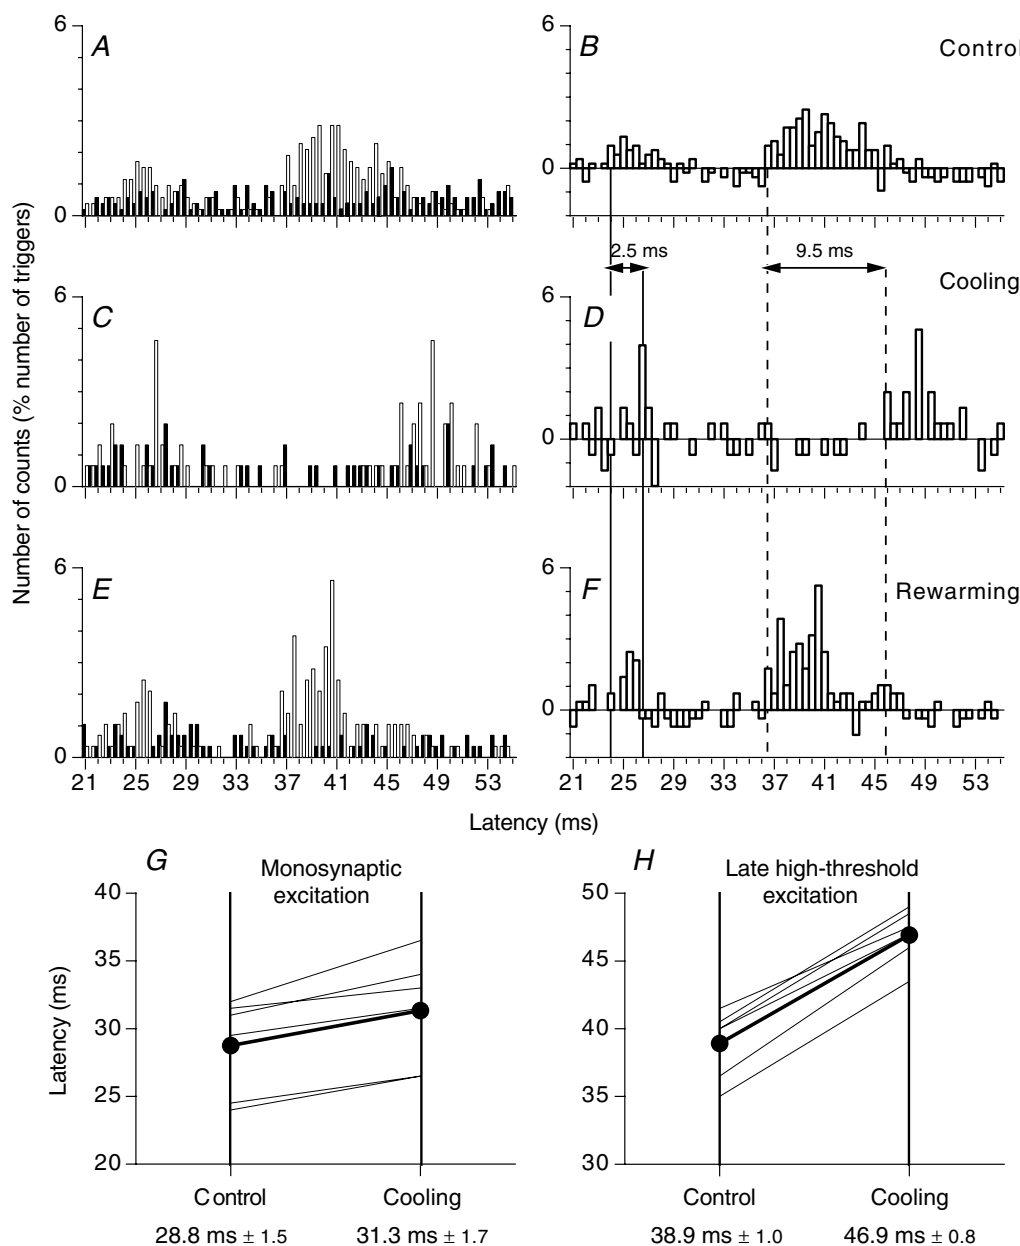 6
A
0
6
B
Control
0
2.5 ms
9.5 ms
Number of counts (% number of triggers)
6
C
0
6
D
Cooling
0
6
E
0
21 25 29 33 37 41 45 49 53
6
F
Rewarming
0
21 25 29 33 37 41 45 49 53
Latency (ms)
G
Monosynaptic
excitation
40
35
30
25
20
Latency (ms)
Control
Cooling
28.8 ms ± 1.5
31.3 ms ± 1.7
H
Late high-threshold
excitation
50
45
40
35
30
Control
Cooling
38.9 ms ± 1.0
46.9 ms ± 0.8